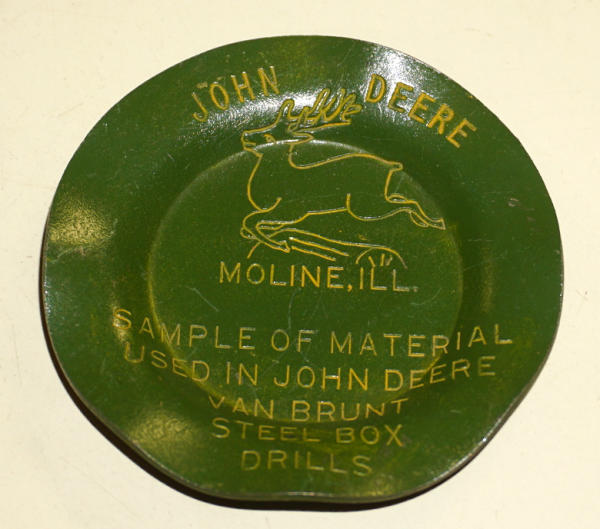 JOHN DEERE
MOLINE, ILL.
SAMPLE OF MATERIAL
USED IN JOHN DEERE
VAN BRUNT
STEEL BOX
DRILLS